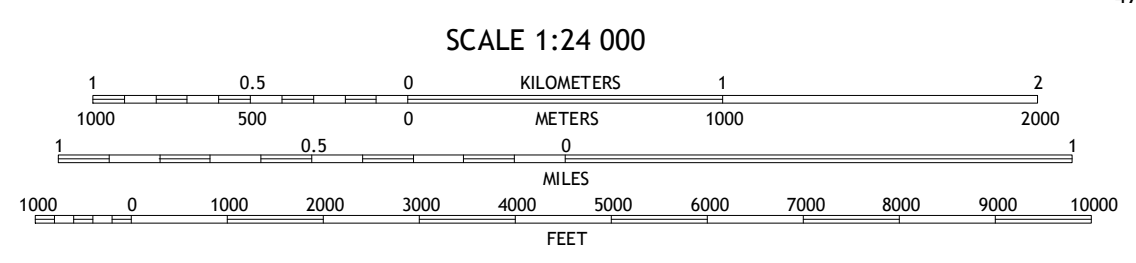 SCALE 1:24 000
1 0.5 0 KILOMETERS 1 2
1000 500 0 METERS 1000 2000
1 0.5 0 1
MILES
1000 0 1000 2000 3000 4000 5000 6000 7000 8000 9000 10000
FEET